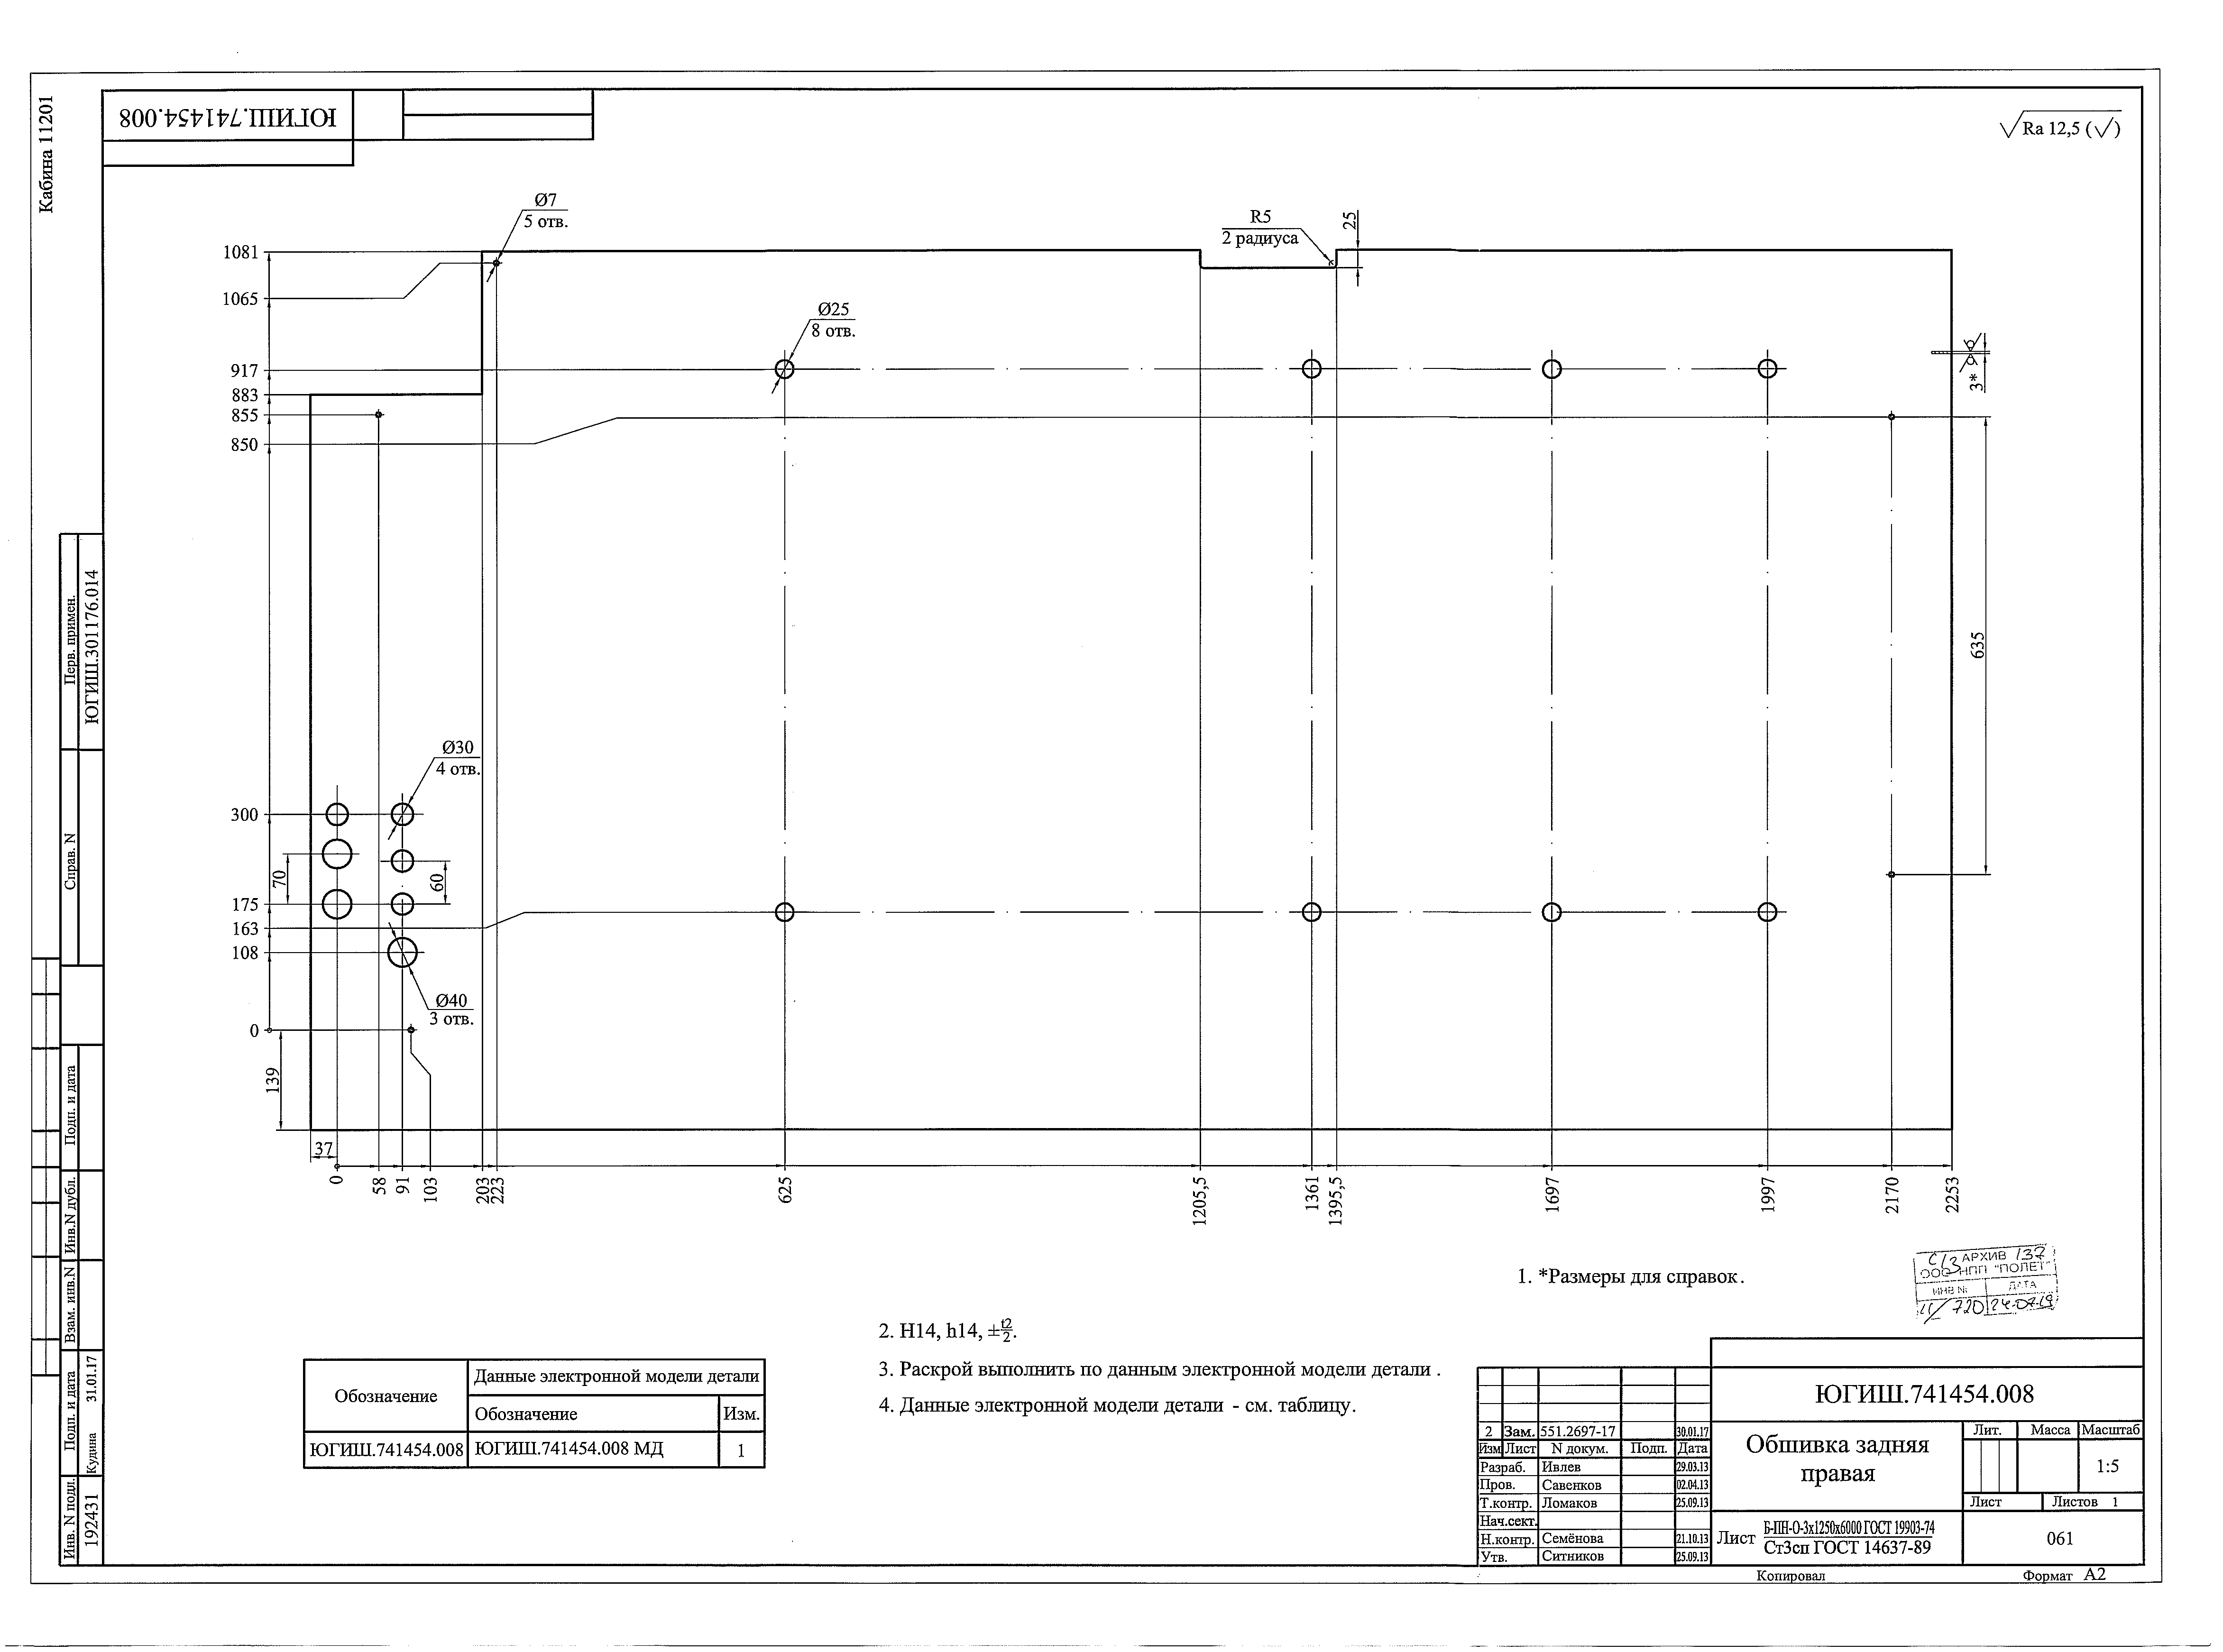 Кабина 11201
ЮГИШ.741454.008
Ra 12,5 (√)
Ø7
5 отв.
R5
2 радиуса
25
Ø25
8 отв.
1081
1065
917
883
855
850
3*
635
Ø30
4 отв.
300
70
60
175
163
108
Ø40
3 отв.
0
139
37
0
58
91
103
203
223
625
1205,5
1361
1395,5
1697
1997
2170
2253
Перв. примен.
ЮГИШ.301176.014
Справ. N
Подп. и дата
Инв.N дубл.
Взам. инв.N
Подп. и дата
Кудина 31.01.17
Инв. N подл.
192431
1. *Размеры для справок.
2. H14, h14, ±t2/2.
3. Раскрой выполнить по данным электронной модели детали .
4. Данные электронной модели детали - см. таблицу.
С/З АРХИВ 137
ООО НПП "ПОЛЕТ"
ИНВ № ДАТА
720 24-07-19
Обозначение
Данные электронной модели детали
Обозначение Изм.
ЮГИШ.741454.008 ЮГИШ.741454.008 МД 1
ЮГИШ.741454.008
2 Зам. 551.2697-17 30.01.17
Изм Лист N докум. Подп. Дата
Разраб. Ивлев 29.03.13
Пров. Савенков 02.04.13
Т.контр. Ломаков 25.09.13
Нач.сект.
Н.контр. Семёнова 21.10.13
Утв. Ситников 25.09.13
Обшивка задняя
правая
Лит. Масса Масштаб
1:5
Лист Листов 1
Лист Б-ПН-О-3х1250х6000 ГОСТ 19903-74
Ст3сп ГОСТ 14637-89
061
Копировал Формат А2